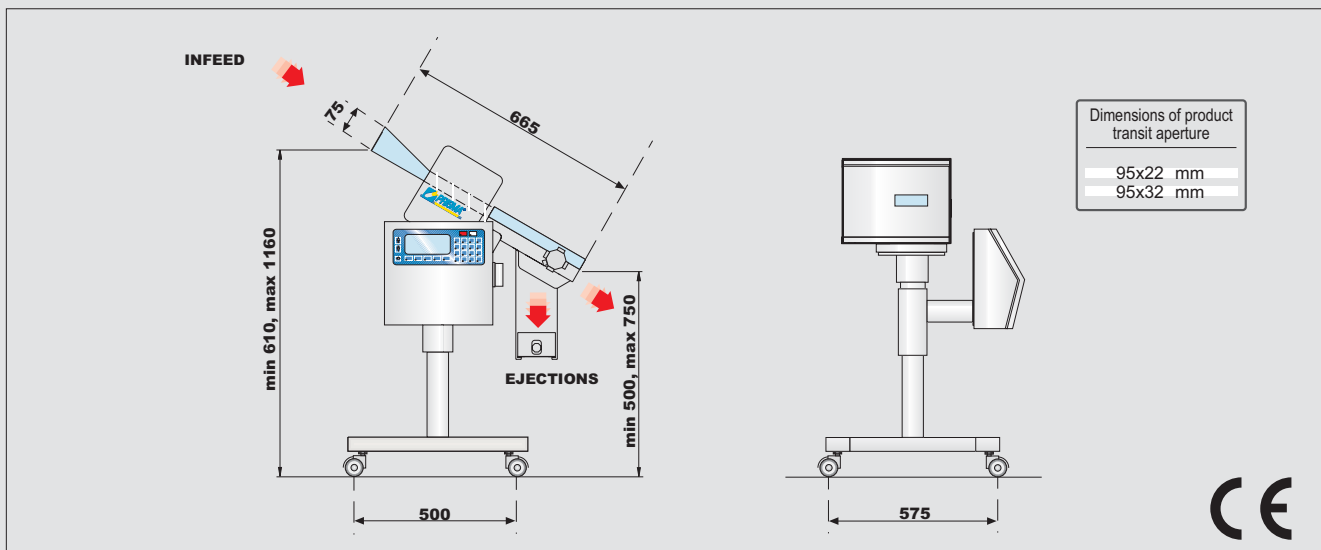 INFEED
75
665
PHARMA
min 610, max 1160
min 500, max 750
EJECTIONS
500
575
Dimensions of product
transit aperture
95x22 mm
95x32 mm
CE